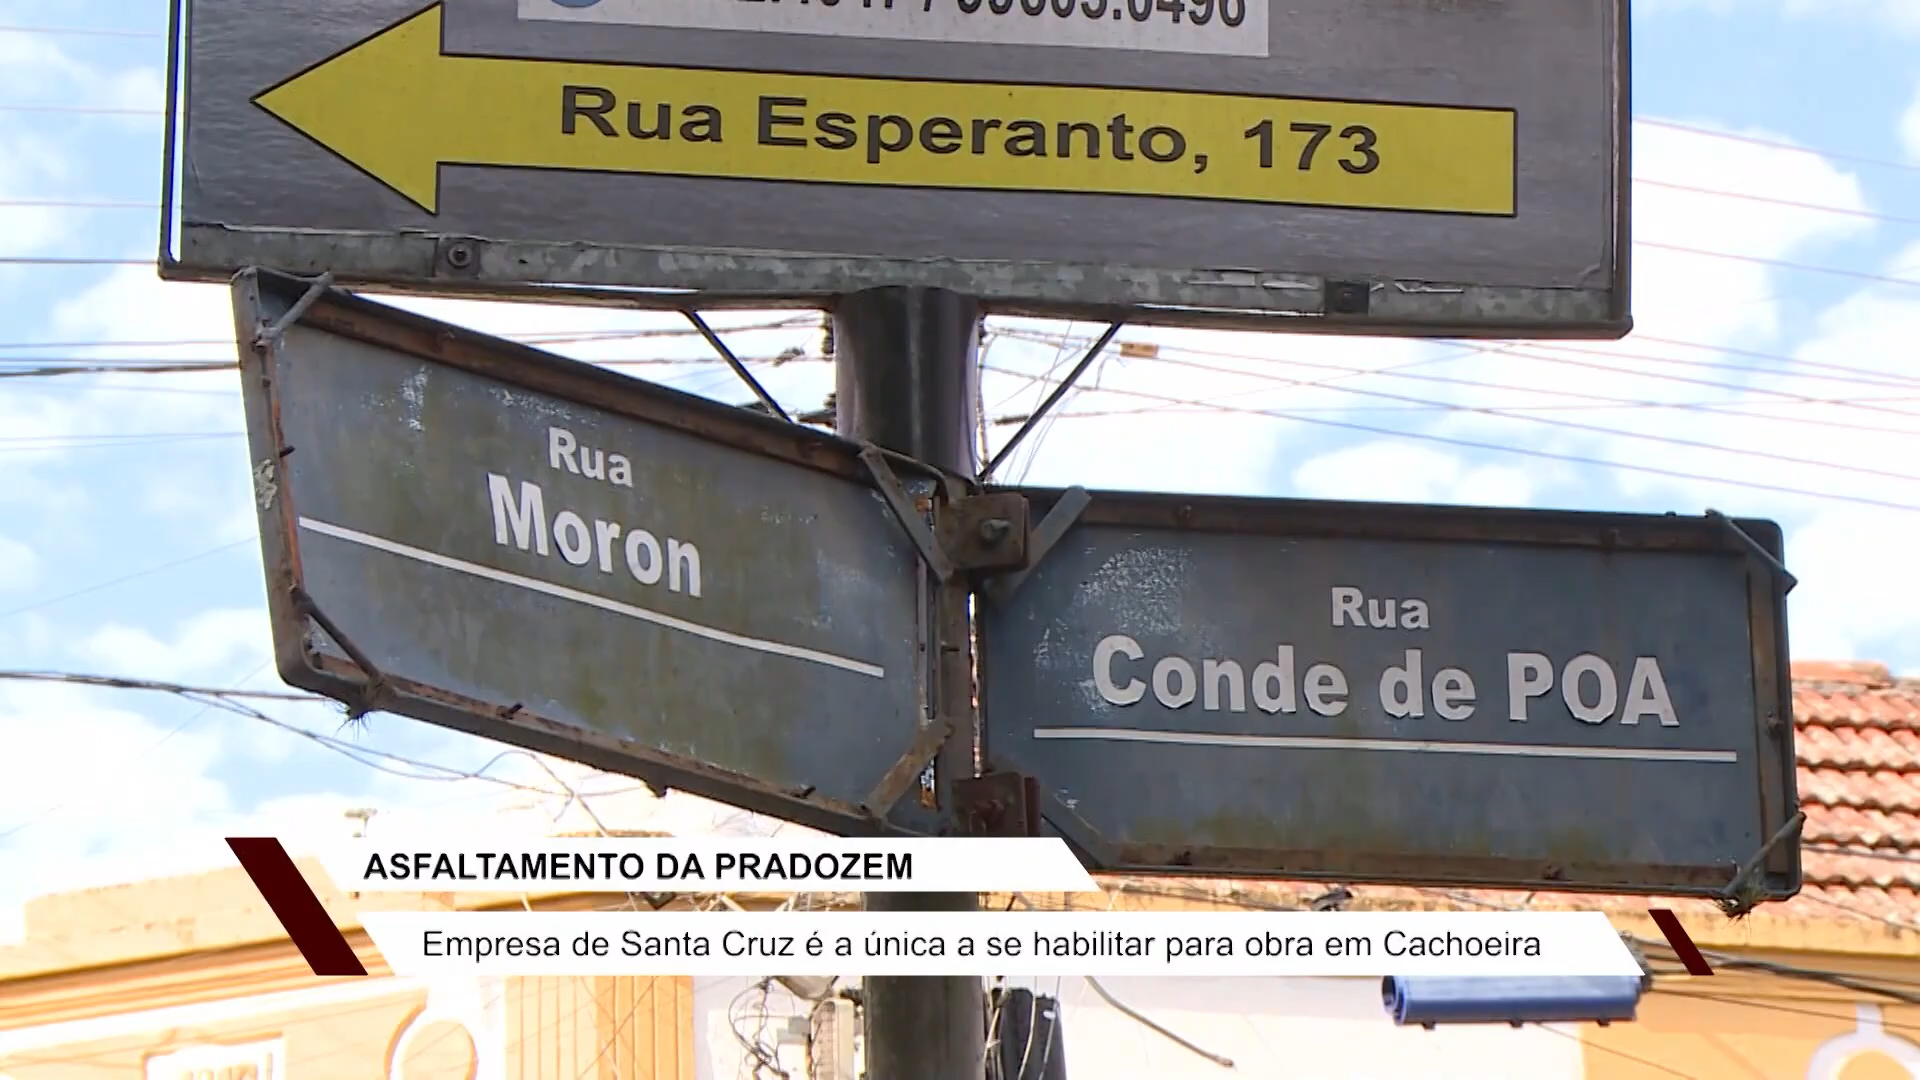 Rua Esperanto, 173
Rua
Moron
Rua
Conde de POA
ASFALTAMENTO DA PRADOZEM
Empresa de Santa Cruz é a única a se habilitar para obra em Cachoeira